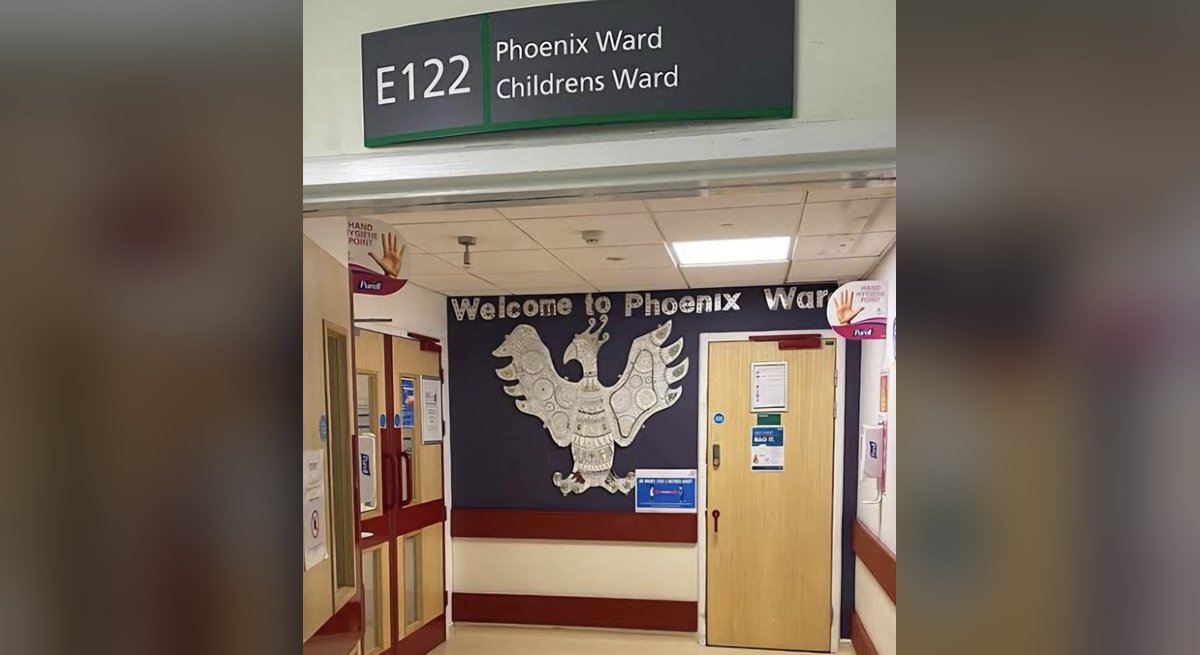 E122
Phoenix Ward
Childrens Ward
HAND
HYGIENE
POINT
Purell
Welcome to Phoenix War
HAND
HYGIENE
POINT
Purell